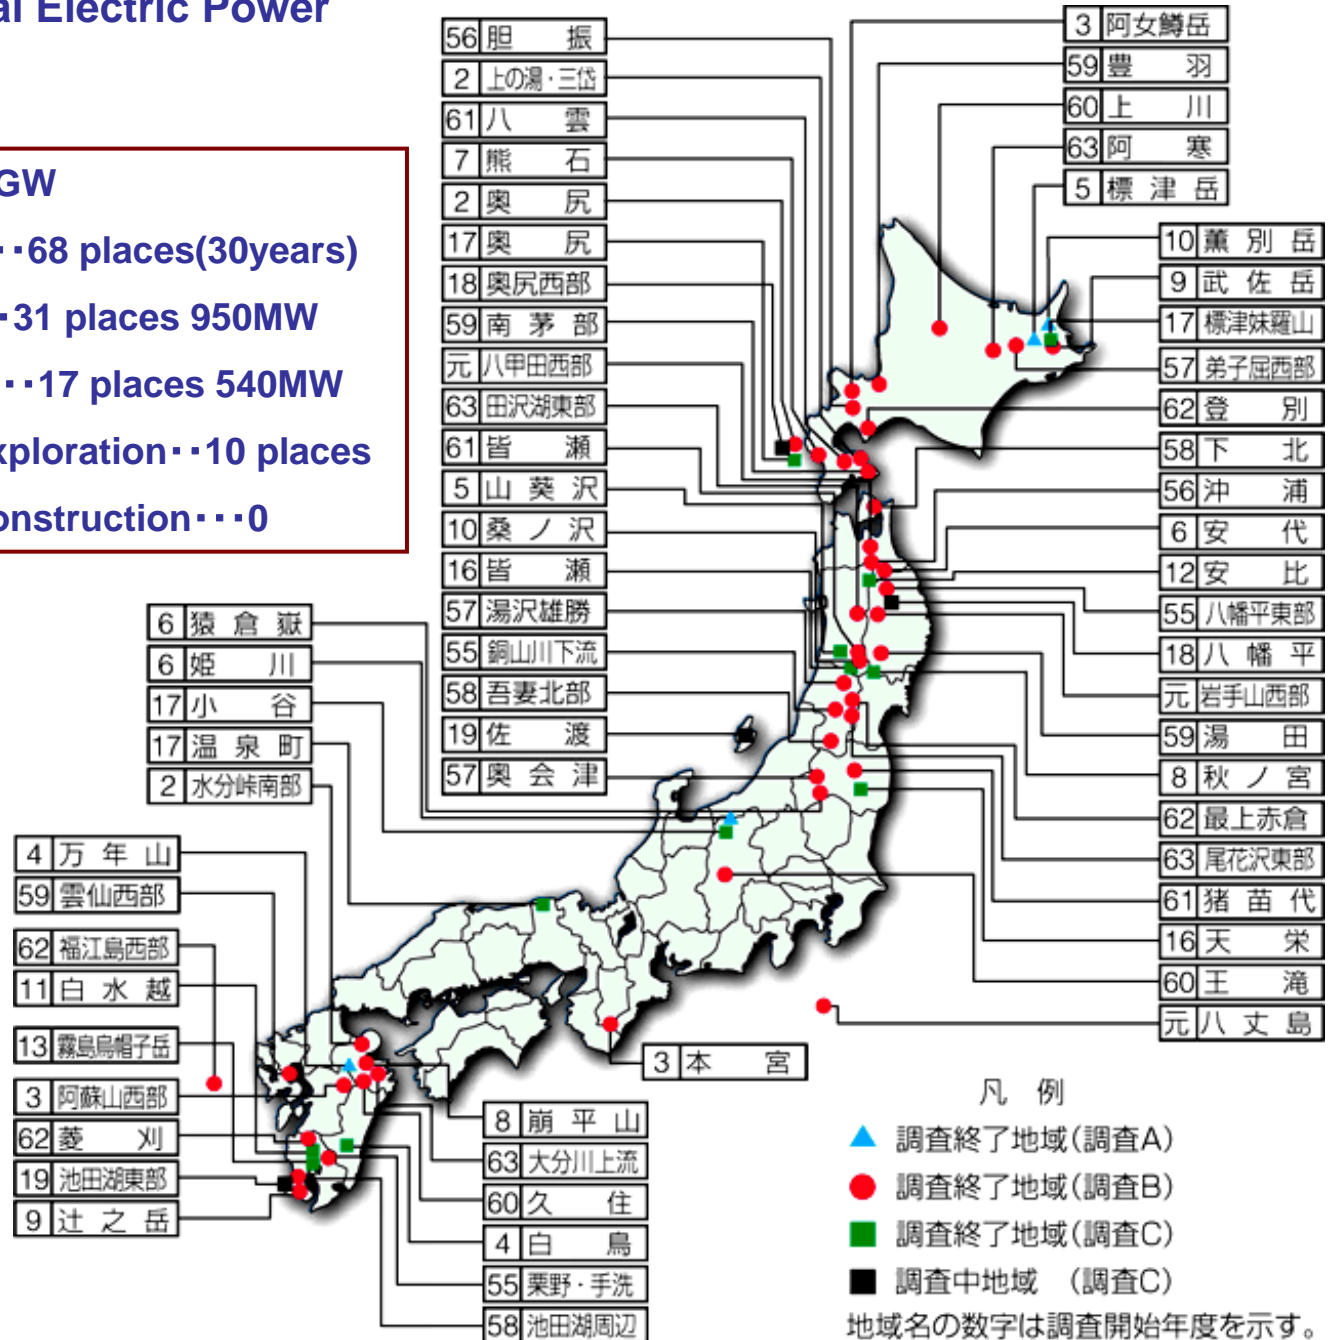 al Electric Power
GW
‥68 places(30years)
・31 places 950MW
‥17 places 540MW
xploration‥10 places
onstruction‥・0
56 胆振
2 上の湯・三岱
61 八雲
7 熊石
2 奥尻
17 奥尻
18 奥尻西部
59 南茅部
元 八甲田西部
63 田沢湖東部
61 皆瀬
5 山葵沢
10 桑ノ沢
16 皆瀬
57 湯沢雄勝
55 銅山川下流
58 吾妻北部
19 佐渡
57 奥会津
3 阿女鱒岳
59 豊羽
60 上川
63 阿寒
5 標津岳
10 薫別岳
9 武佐岳
17 標津妹羅山
57 弟子屈西部
62 登別
58 下北
56 沖浦
6 安代
12 安比
55 八幡平東部
18 八幡平
元 岩手山西部
59 湯田
8 秋ノ宮
62 最上赤倉
63 尾花沢東部
61 猪苗代
16 天栄
60 王滝
元 八丈島
6 猿倉嶽
6 姫川
17 小谷
17 温泉町
2 水分峠南部
4 万年山
59 雲仙西部
62 福江島西部
11 白水越
13 霧島烏帽子岳
3 阿蘇山西部
62 菱刈
19 池田湖東部
9 辻之岳
3 本宮
8 崩平山
63 大分川上流
60 久住
4 白鳥
55 栗野・手洗
58 池田湖周辺
凡例
調査終了地域(調査A)
調査終了地域(調査B)
調査終了地域(調査C)
調査中地域 (調査C)
地域名の数字は調査開始年度を示す。